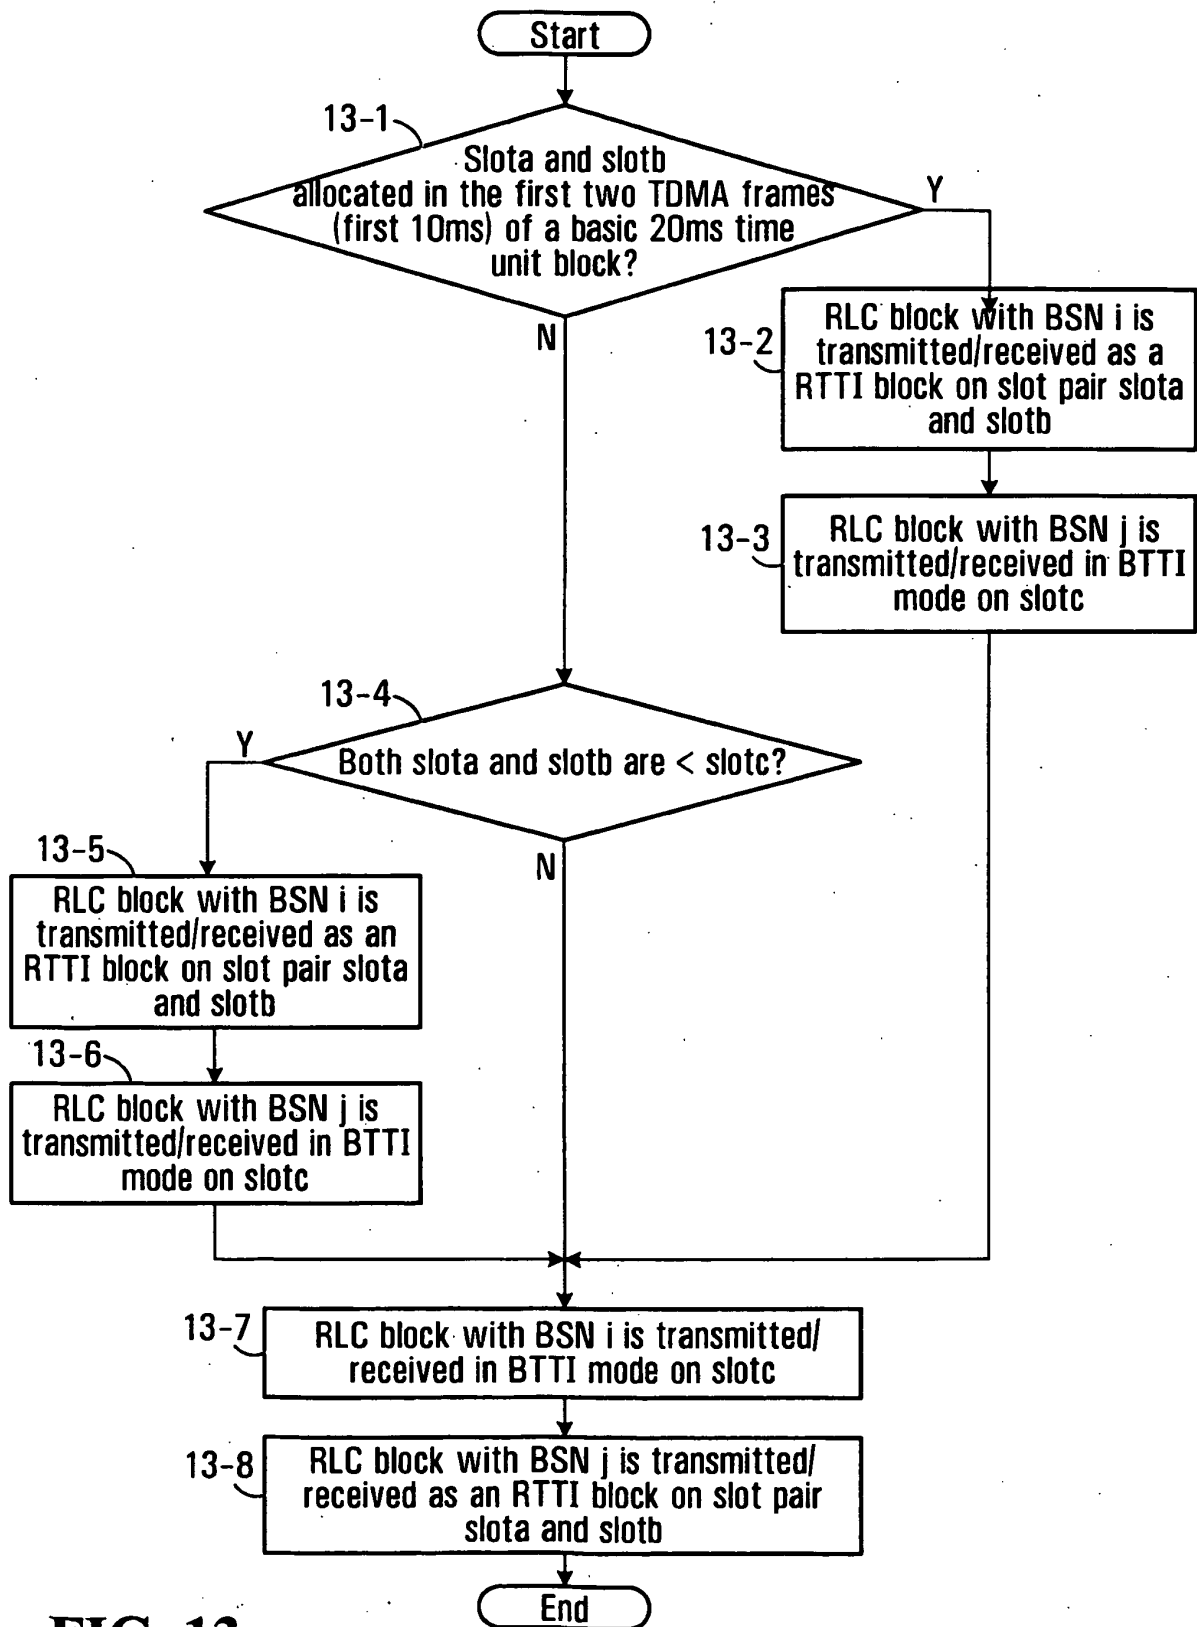 Start
13-1
Slota and slotb
allocated in the first two TDMA frames
(first 10ms) of a basic 20ms time
unit block?
Y
N
13-2
RLC block with BSN i is
transmitted/received as a
RTTI block on slot pair slota
and slotb
13-3
RLC block with BSN j is
transmitted/received in BTTI
mode on slotc
13-4
Y
Both slota and slotb are < slotc?
N
13-5
RLC block with BSN i is
transmitted/received as an
RTTI block on slot pair slota
and slotb
13-6
RLC block with BSN j is
transmitted/received in BTTI
mode on slotc
13-7
RLC block with BSN i is transmitted/
received in BTTI mode on slotc
13-8
RLC block with BSN j is transmitted/
received as an RTTI block on slot pair
slota and slotb
End
FIG. 13